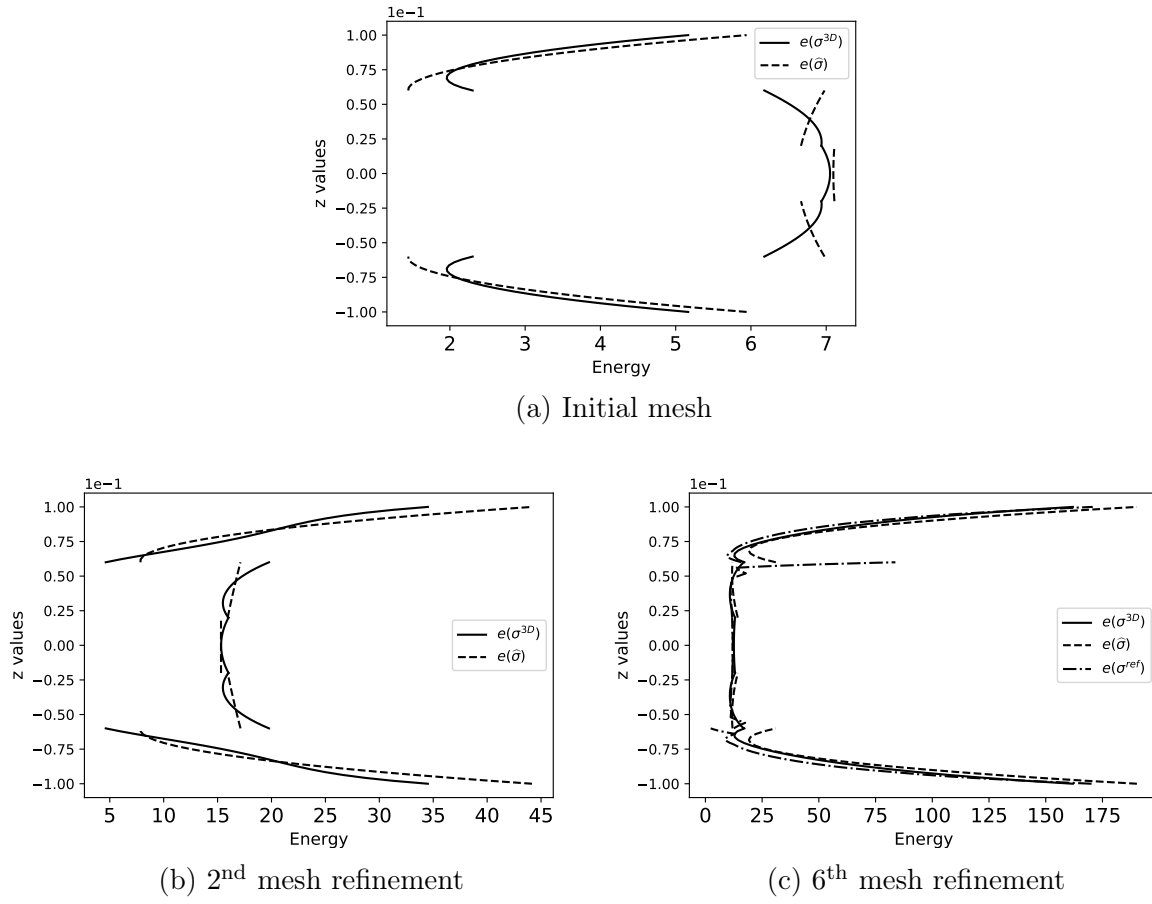 1e−1
1.00
0.75
0.50
0.25
0.00
−0.25
−0.50
−0.75
−1.00
z values
e(σ^{3D})
e(σ̂)
2 3 4 5 6 7
Energy
(a) Initial mesh
1e−1
1.00
0.75
0.50
0.25
0.00
−0.25
−0.50
−0.75
−1.00
z values
e(σ^{3D})
e(σ̂)
5 10 15 20 25 30 35 40 45
Energy
(b) 2nd mesh refinement
1e−1
1.00
0.75
0.50
0.25
0.00
−0.25
−0.50
−0.75
−1.00
z values
e(σ^{3D})
e(σ̂)
e(σ^{ref})
0 25 50 75 100 125 150 175
Energy
(c) 6th mesh refinement